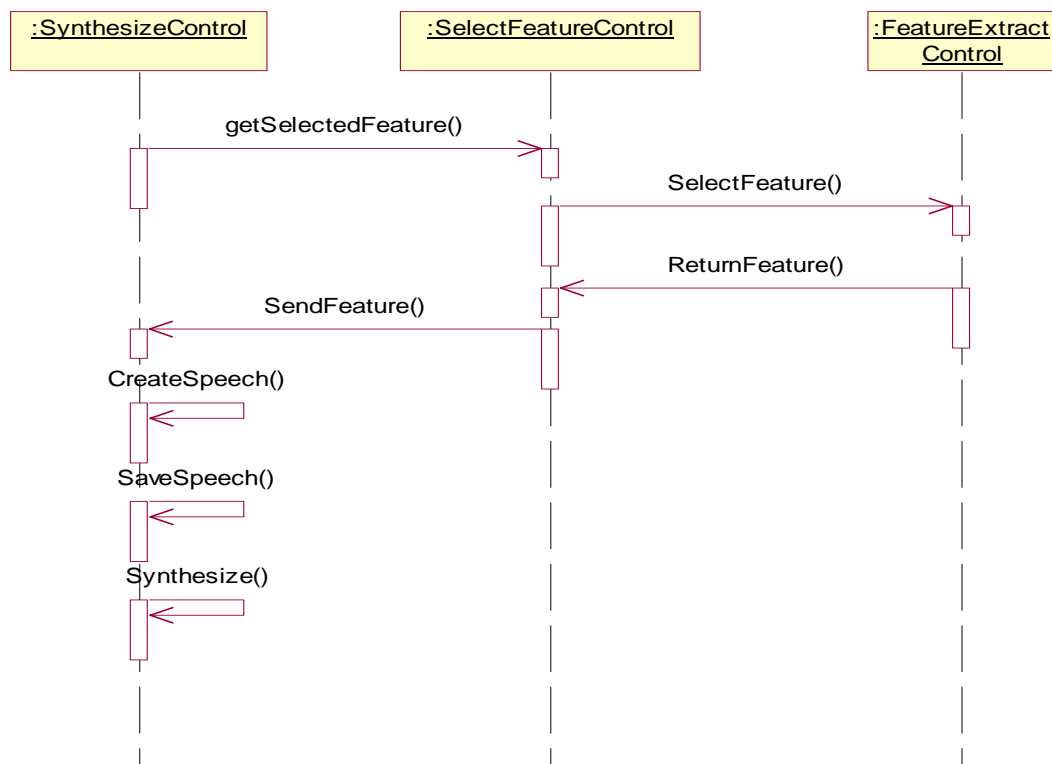 :SynthesizeControl
:SelectFeatureControl
:FeatureExtract
Control
getSelectedFeature()
SelectFeature()
ReturnFeature()
SendFeature()
CreateSpeech()
SaveSpeech()
Synthesize()